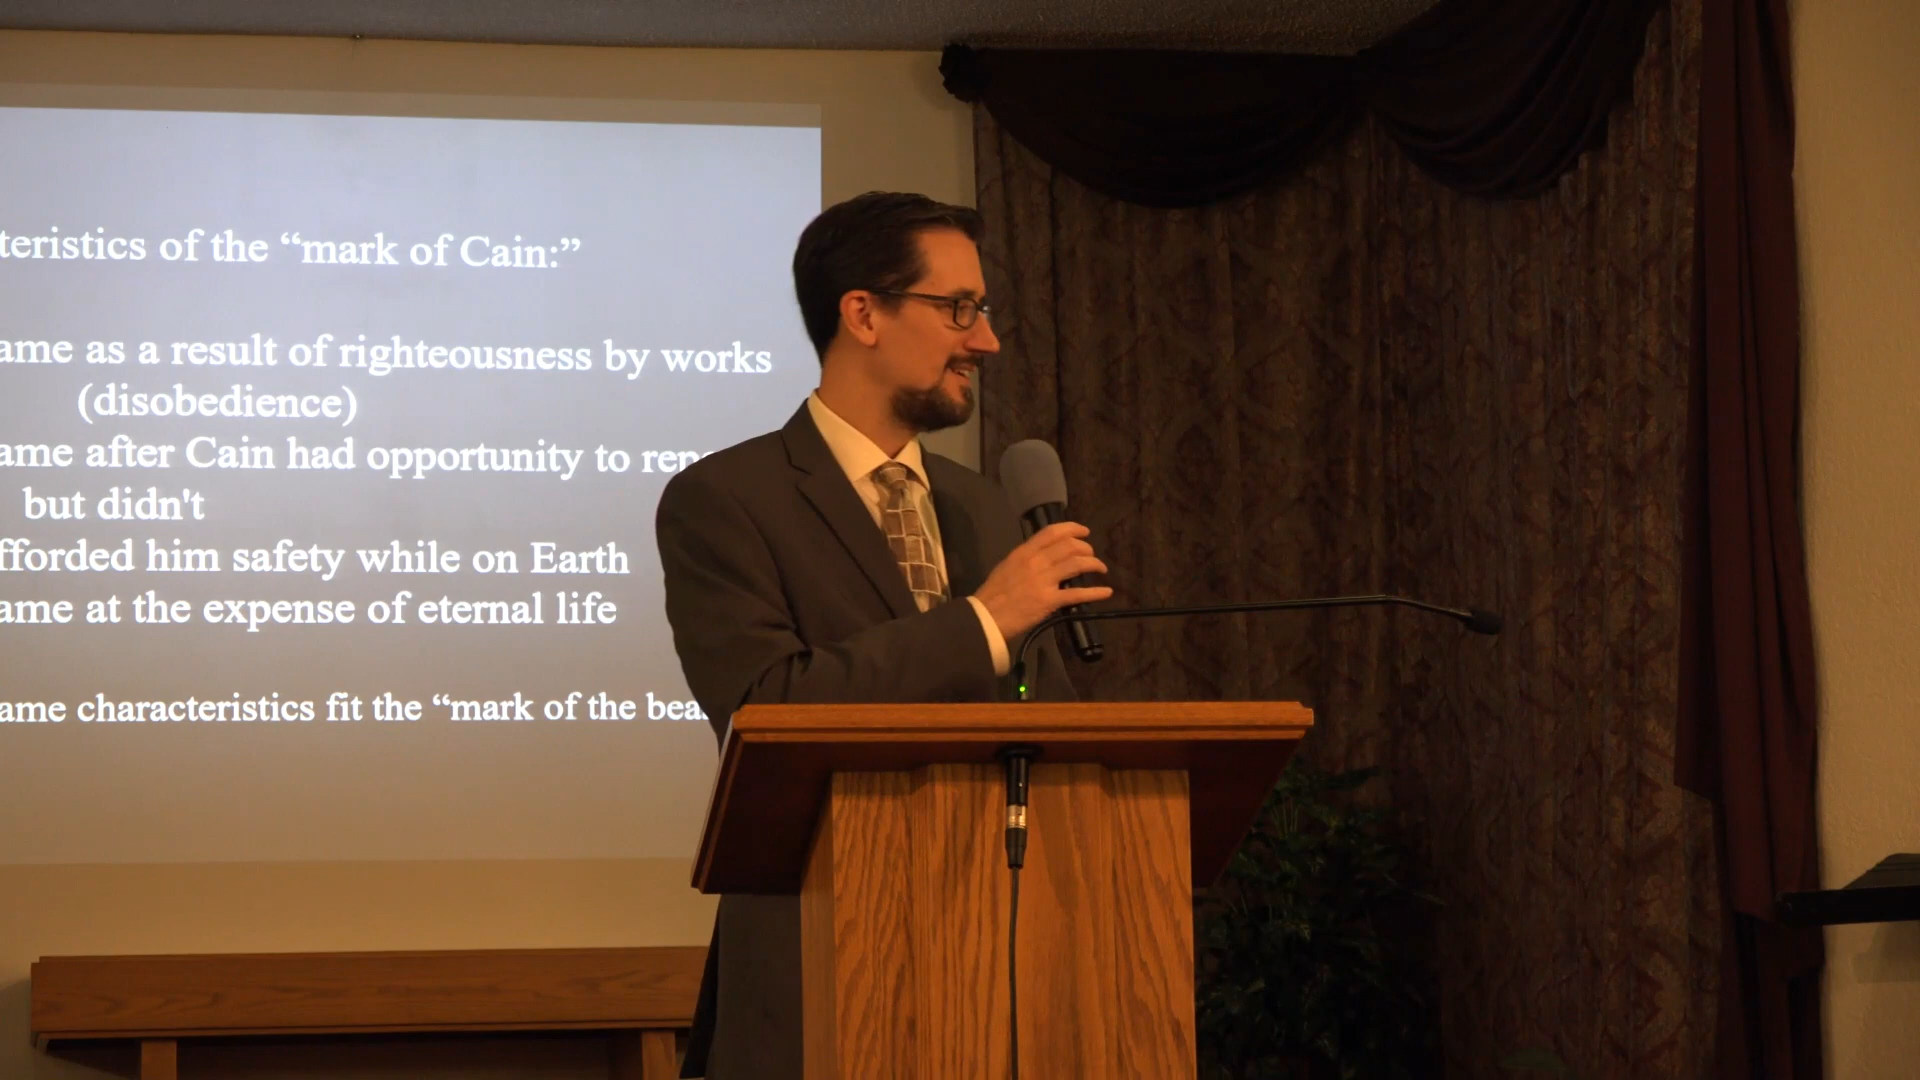 teristics of the “mark of Cain:”
ame as a result of righteousness by works
(disobedience)
ame after Cain had opportunity to
but didn't
fforded him safety while on Earth
ame at the expense of eternal life
ame characteristics fit the “mark of the